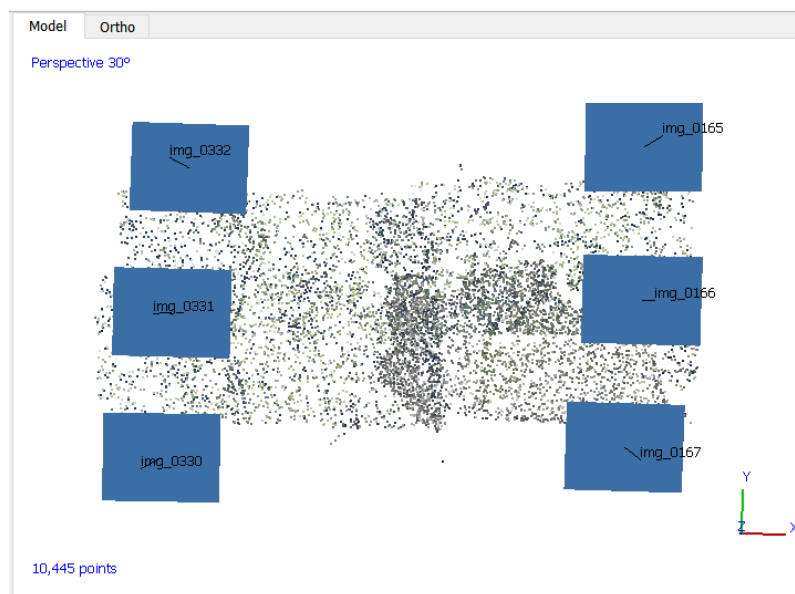 Model
Ortho
Perspective 30°
img_0332
img_0165
img_0331
img_0166
img_0330
img_0167
Y
Z
X
10,445 points